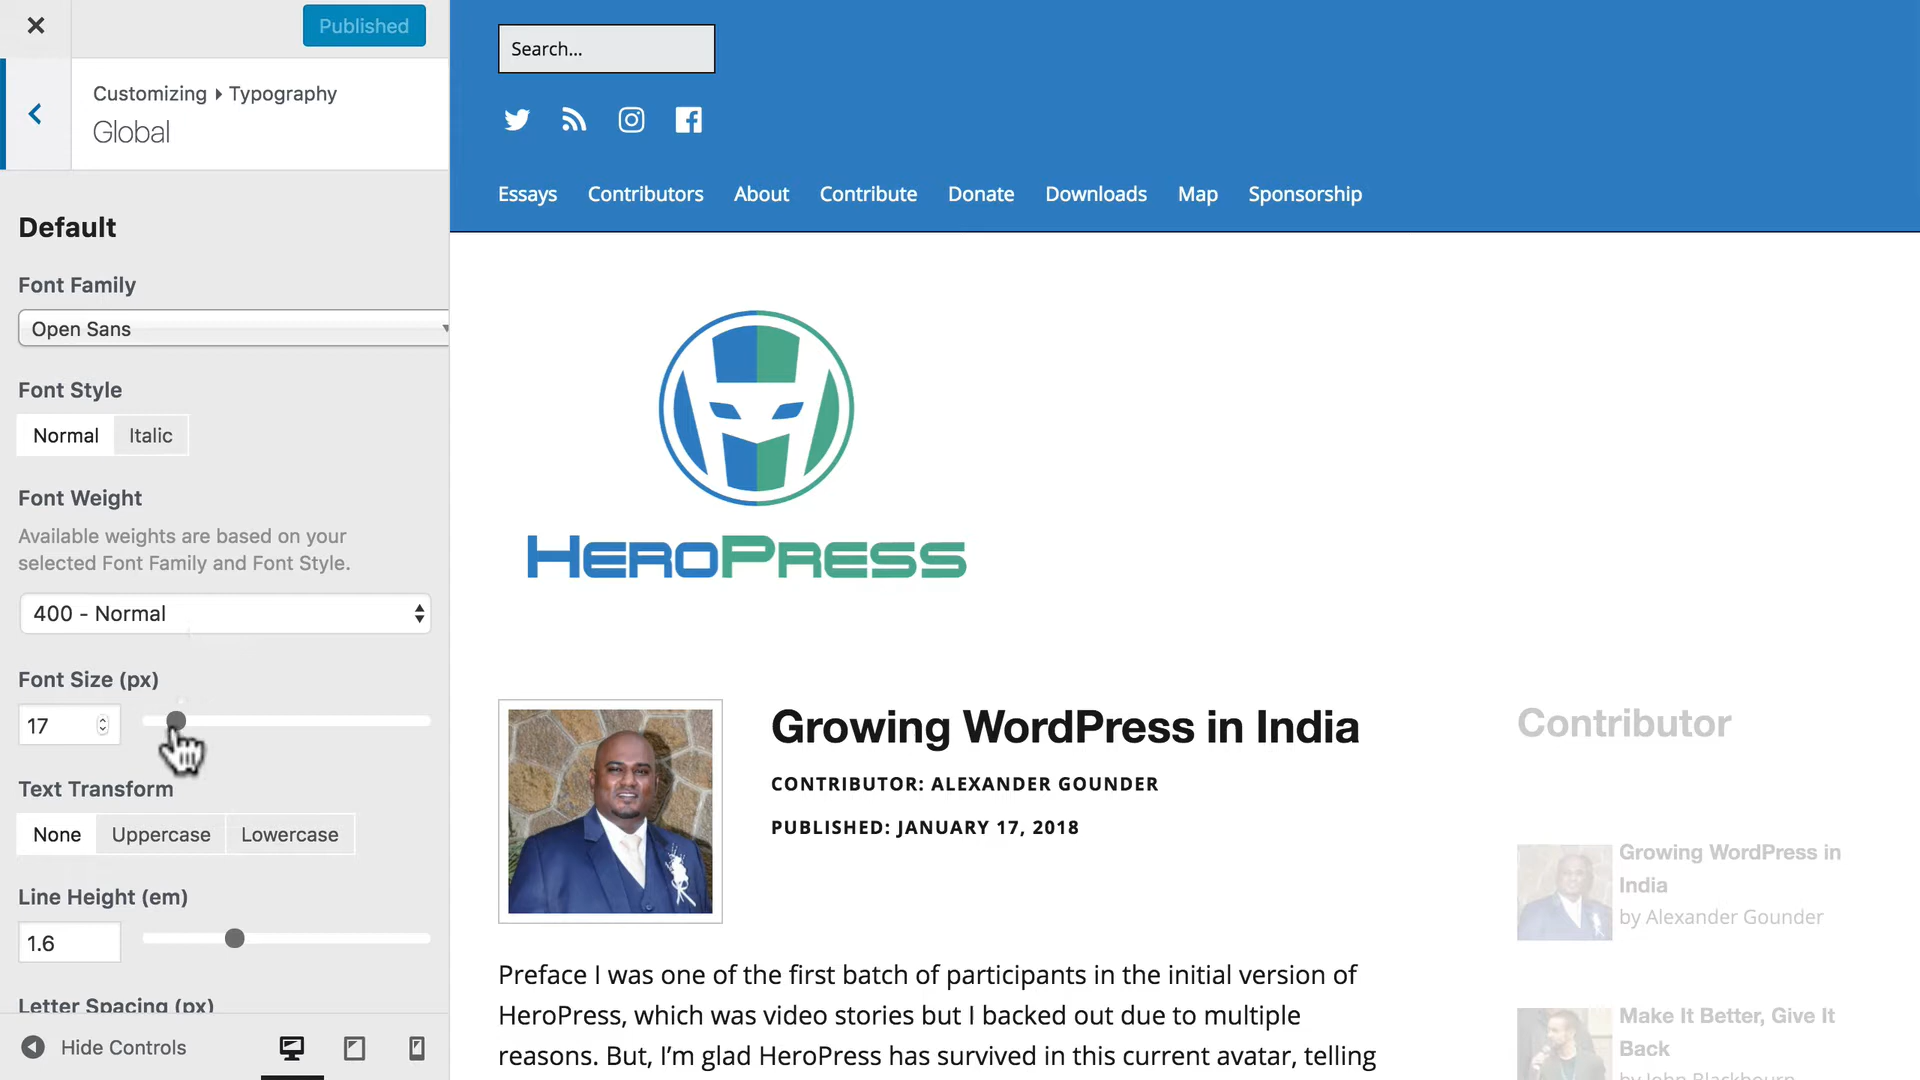 Published
Customizing ▸ Typography
Global
Default
Font Family
Open Sans
Font Style
Normal Italic
Font Weight
Available weights are based on your
selected Font Family and Font Style.
400 - Normal
Font Size (px)
17
Text Transform
None Uppercase Lowercase
Line Height (em)
1.6
Letter Spacing (px)
Hide Controls
Search...
Essays Contributors About Contribute Donate Downloads Map Sponsorship
HEROPRESS
Growing WordPress in India
CONTRIBUTOR: ALEXANDER GOUNDER
PUBLISHED: JANUARY 17, 2018
Preface I was one of the first batch of participants in the initial version of
HeroPress, which was video stories but I backed out due to multiple
reasons. But, I'm glad HeroPress has survived in this current avatar, telling
Contributor
Growing WordPress in
India
by Alexander Gounder
Make It Better, Give It
Back
by John Blackbourn